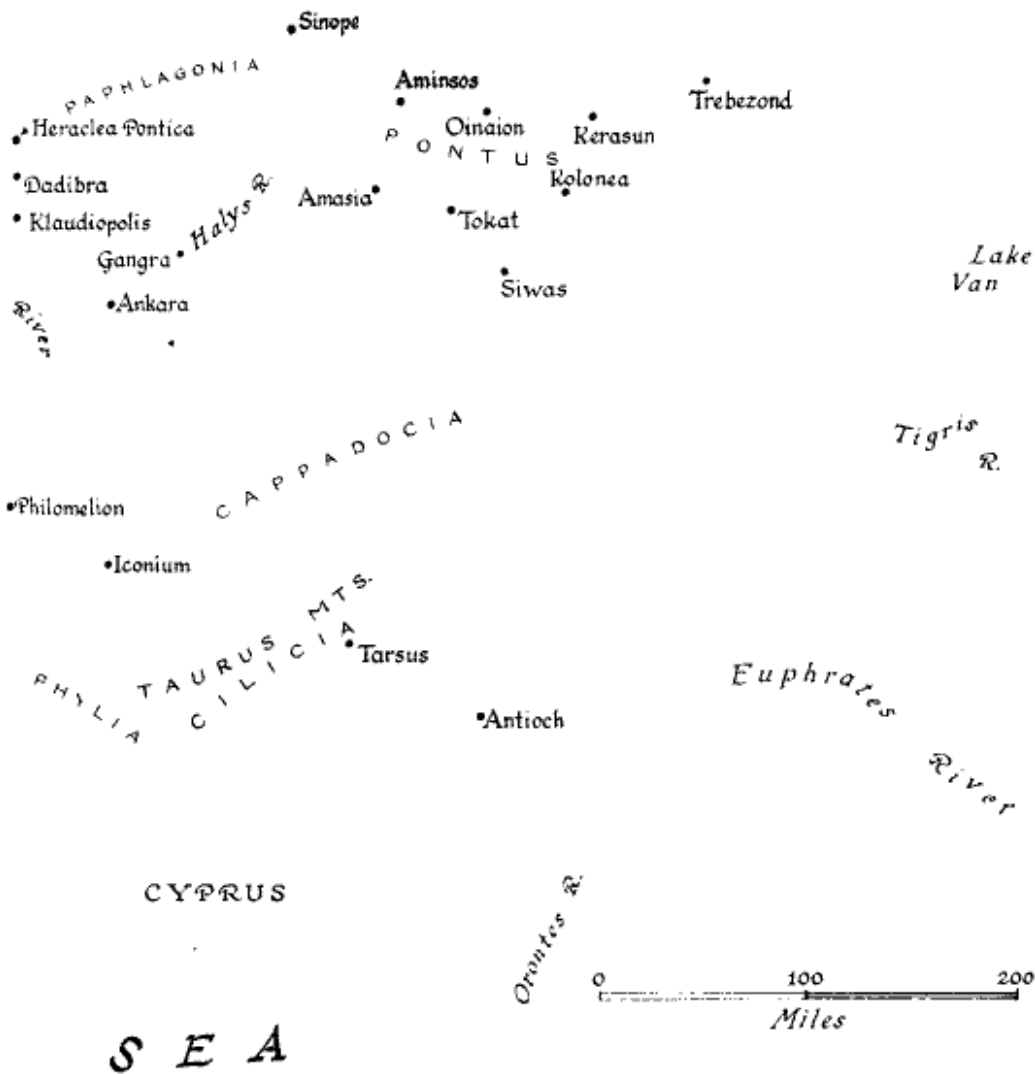 Sinope
PAPHLAGONIA
Aminsos
Trebezond
Heraclea Pontica
Oinaion
Kerasun
PONTUS
Dadibra
Halys R.
Amasia
Kolonea
Klaudiopolis
Tokat
Gangra
Lake
Van
Siwas
Ankara
River
CAPPADOCIA
Tigris
R.
Philomelion
Iconium
TAURUS MTS.
CILICIA
Tarsus
PHYLIA
Euphrates
River
Antioch
CYPRUS
Orontes R.
0 100 200
Miles
SEA